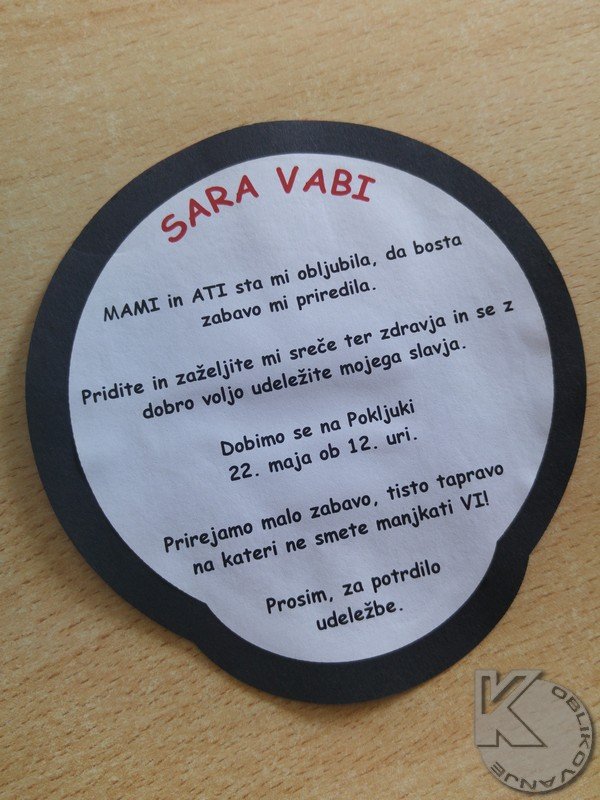 SARA VABI
MAMI in ATI sta mi obljubila, da bosta
zabavo mi priredila.
Pridite in zaželjite mi sreče ter zdravja in se z
dobro voljo udeležite mojega slavja.
Dobimo se na Pokljuki
22. maja ob 12. uri.
Prirejamo malo zabavo, tisto tapravo
na kateri ne smete manjkati VI!
Prosim, za potrdilo
udeležbe.
K
OBLIKOVANJE